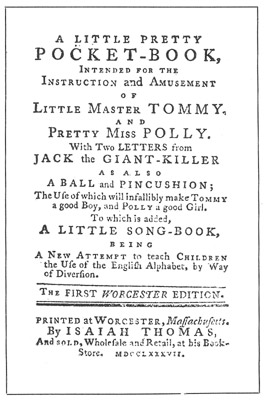 A LITTLE PRETTY
POCKET-BOOK,
INTENDED FOR THE
INSTRUCTION and AMUSEMENT
OF
LITTLE MASTER TOMMY,
AND
PRETTY MISS POLLY.
With Two LETTERS from
JACK the GIANT-KILLER
AS ALSO
A BALL and PINCUSHION;
The Uſe of which will infallibly make TOMMY
a good Boy, and POLLY a good Girl.
To which is added,
A LITTLE SONG-BOOK,
BEING
A NEW ATTEMPT to teach CHILDREN
the Uſe of the Engliſh Alphabet, by Way
of Diverſion.
THE FIRST WORCESTER EDITION.
PRINTED at WORCESTER, Maſſachuſetts.
By ISAIAH THOMAS,
AND SOLD, Wholeſale and Retail, at his Book-
Store. MDCCLXXXVII.